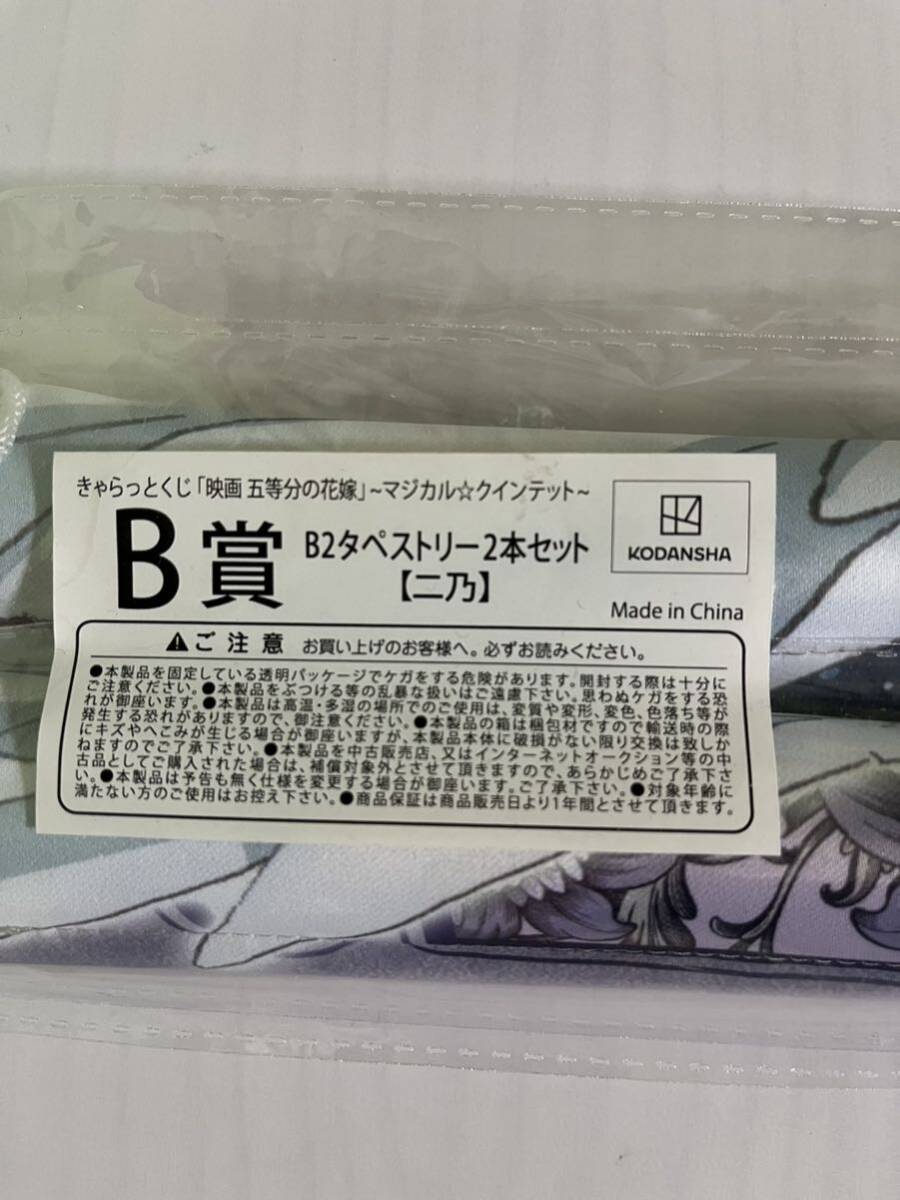 きゃらっとくじ「映画 五等分の花嫁」~マジカル☆クインテット~
B賞
B2タペストリー2本セット
【二乃】
KODANSHA
Made in China
⚠ご注意 お買い上げのお客様へ。必ずお読みください。
●本製品を固定している透明パッケージでケガをする危険があります。開封する際は十分に
ご注意ください。●本製品をぶつける等の乱暴な扱いはご遠慮下さい。思わぬケガをする恐
れが御座います。●本製品は高温・多湿の場所でのご使用は、変質や変形、変色、色落ち等が
発生する恐れがありますので、御注意ください。●本製品の箱は梱包材ですので輸送時の際
にキズやへこみが生じる場合が御座いますが、本製品本体に破損がない限り交換は致しか
ねますのでご了承下さい。●本製品を中古販売店、又はインターネットオークション等の中
古品としてご購入された場合は、補償対象外とさせて頂きますので、あらかじめご了承下さ
い。●本製品は予告も無く仕様を変更する場合が御座います。ご了承下さい。●対象年齢に
満たない方のご使用はお控え下さい。●商品保証は商品販売日より1年間とさせて頂きます。